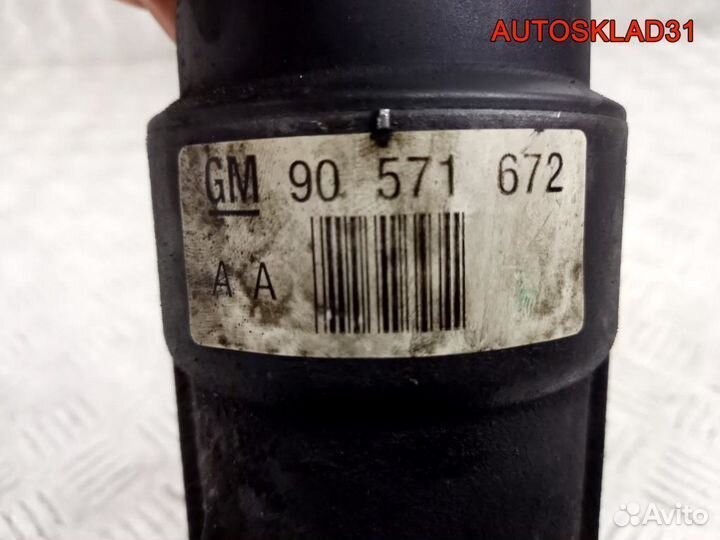 AUTOSKLAD31
GM 90 571 672
A A
Avito